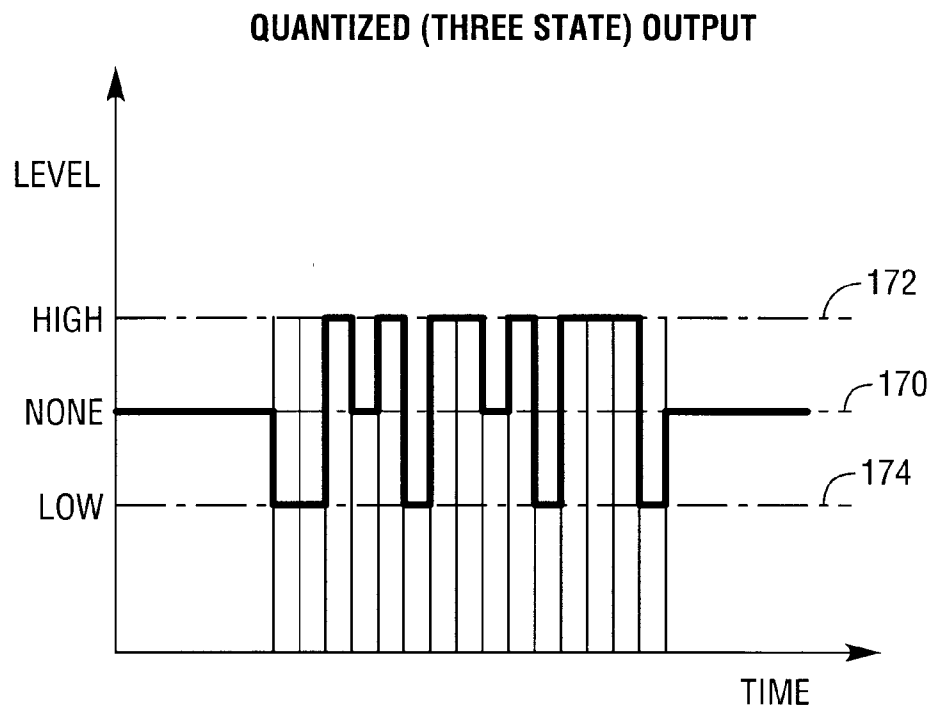 QUANTIZED (THREE STATE) OUTPUT
LEVEL
HIGH
172
NONE
170
LOW
174
TIME